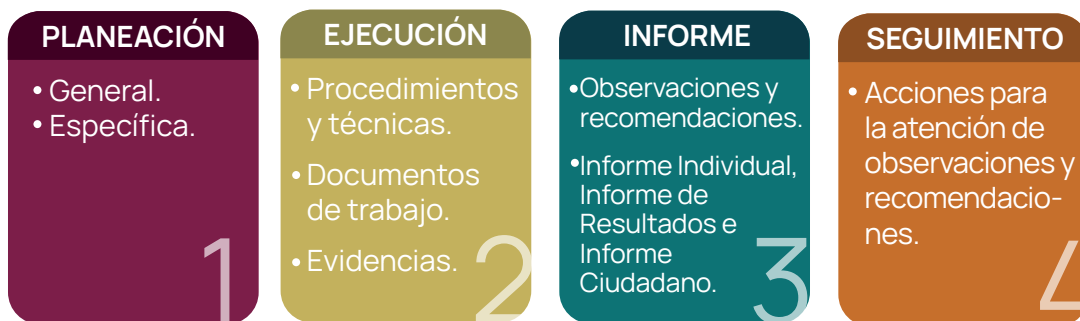 PLANEACIÓN
• General.
• Específica.
1
EJECUCIÓN
• Procedimientos
y técnicas.
• Documentos
de trabajo.
• Evidencias.
2
INFORME
•Observaciones y
recomendaciones.
•Informe Individual,
Informe de
Resultados e
Informe
Ciudadano.
3
SEGUIMIENTO
• Acciones para
la atención de
observaciones y
recomendacio-
nes.
4